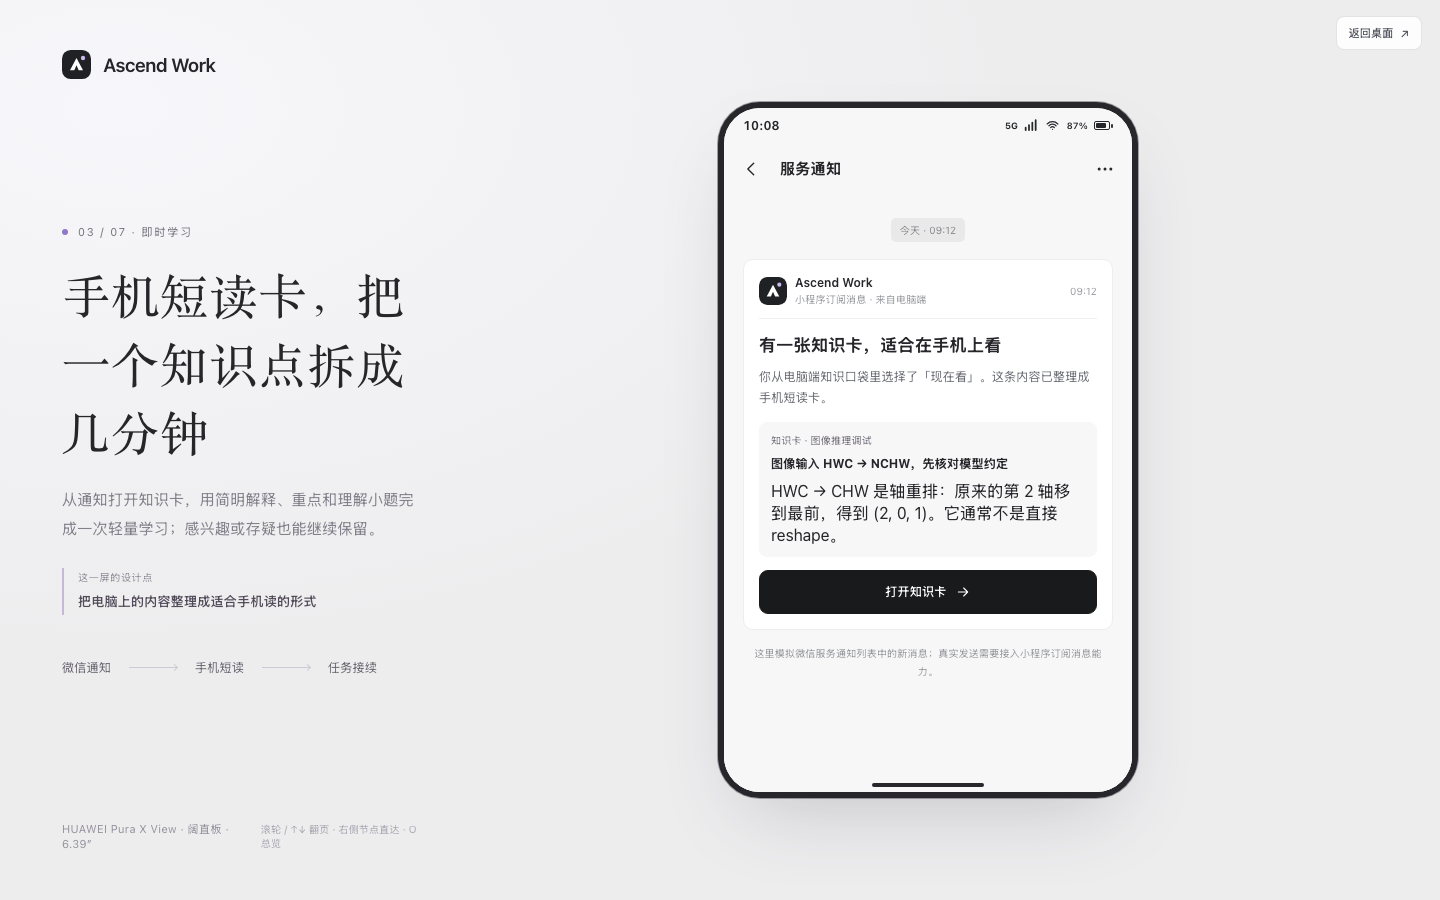 Ascend Work
返回桌面 ↗
03 / 07 · 即时学习
手机短读卡，把
一个知识点拆成
几分钟
从通知打开知识卡，用简明解释、重点和理解小题完
成一次轻量学习；感兴趣或存疑也能继续保留。
这一屏的设计点
把电脑上的内容整理成适合手机读的形式
微信通知 → 手机短读 → 任务接续
HUAWEI Pura X View · 阔直板 ·
6.39″
滚轮 / ↑↓ 翻页 · 右侧节点直达 · O
总览
10:08
5G 87%
服务通知
今天 · 09:12
Ascend Work
小程序订阅消息 · 来自电脑端
09:12
有一张知识卡，适合在手机上看
你从电脑端知识口袋里选择了「现在看」。这条内容已整理成
手机短读卡。
知识卡 · 图像推理调试
图像输入 HWC → NCHW，先核对模型约定
HWC → CHW 是轴重排：原来的第 2 轴移
到最前，得到 (2, 0, 1)。它通常不是直接
reshape。
打开知识卡 →
这里模拟微信服务通知列表中的新消息；真实发送需要接入小程序订阅消息能
力。